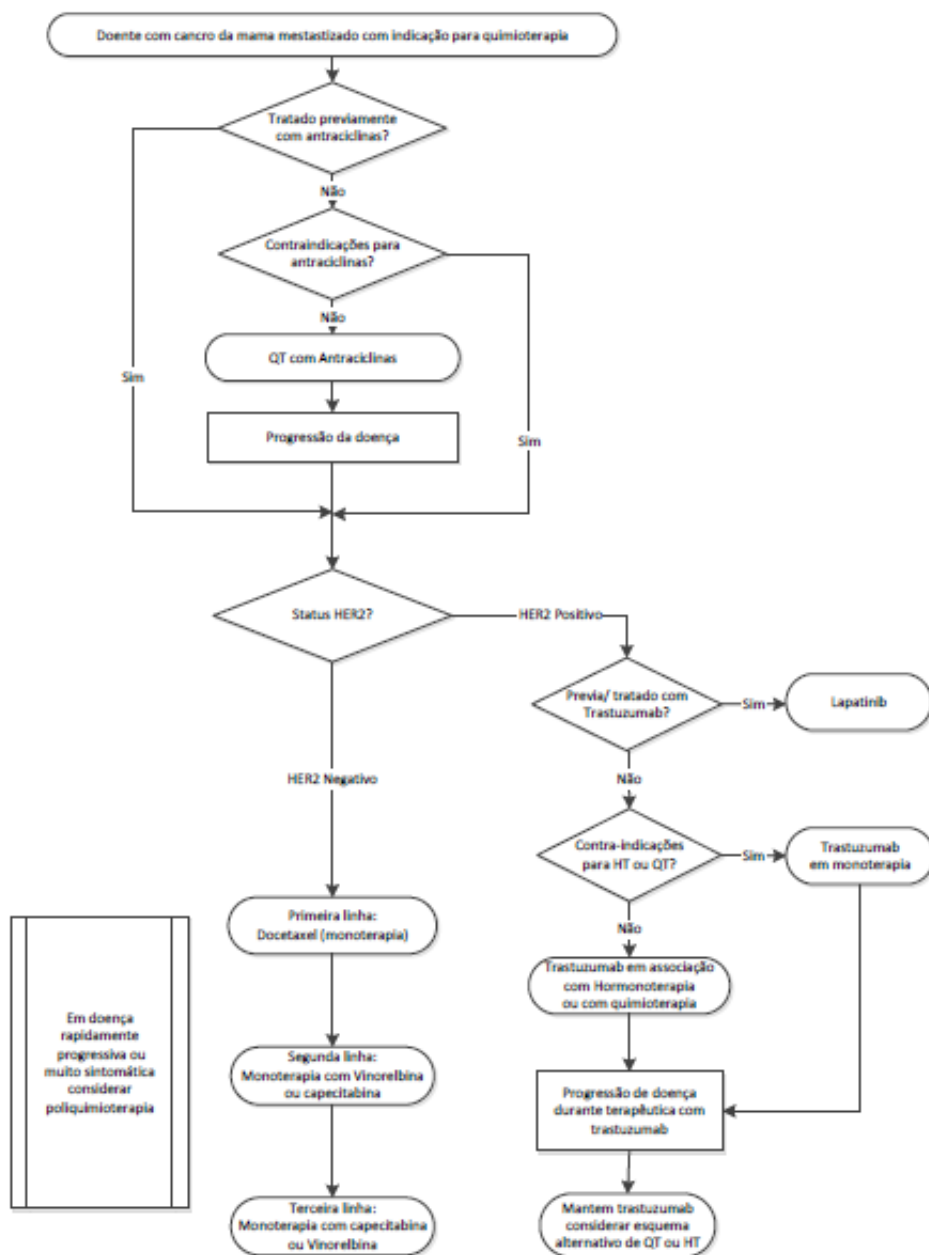 Doente com cancro da mama mestastizado com indicação para quimioterapia
Tratado previamente
com antraciclinas?
Não
Contraindicações para
antraciclinas?
Não
QT com Antraciclinas
Sim
Progressão da doença
Sim
Status HER2?
HER2 Positivo
Previa/ tratado com
Trastuzumab?
Sim
Lapatinib
HER2 Negativo
Não
Contra-indicações
para HT ou QT?
Sim
Trastuzumab
em monoterapia
Primeira linha:
Docetaxel (monoterapia)
Não
Trastuzumab em associação
com Hormonoterapia
ou com quimioterapia
Em doença
rapidamente
progressiva ou
muito sintomática
considerar
poliquimioterapia
Segunda linha:
Monoterapia com Vinorelbina
ou capecitabina
Progressão de doença
durante terapêutica com
trastuzumab
Terceira linha:
Monoterapia com capecitabina
ou Vinorelbina
Mantem trastuzumab
considerar esquema
alternativo de QT ou HT